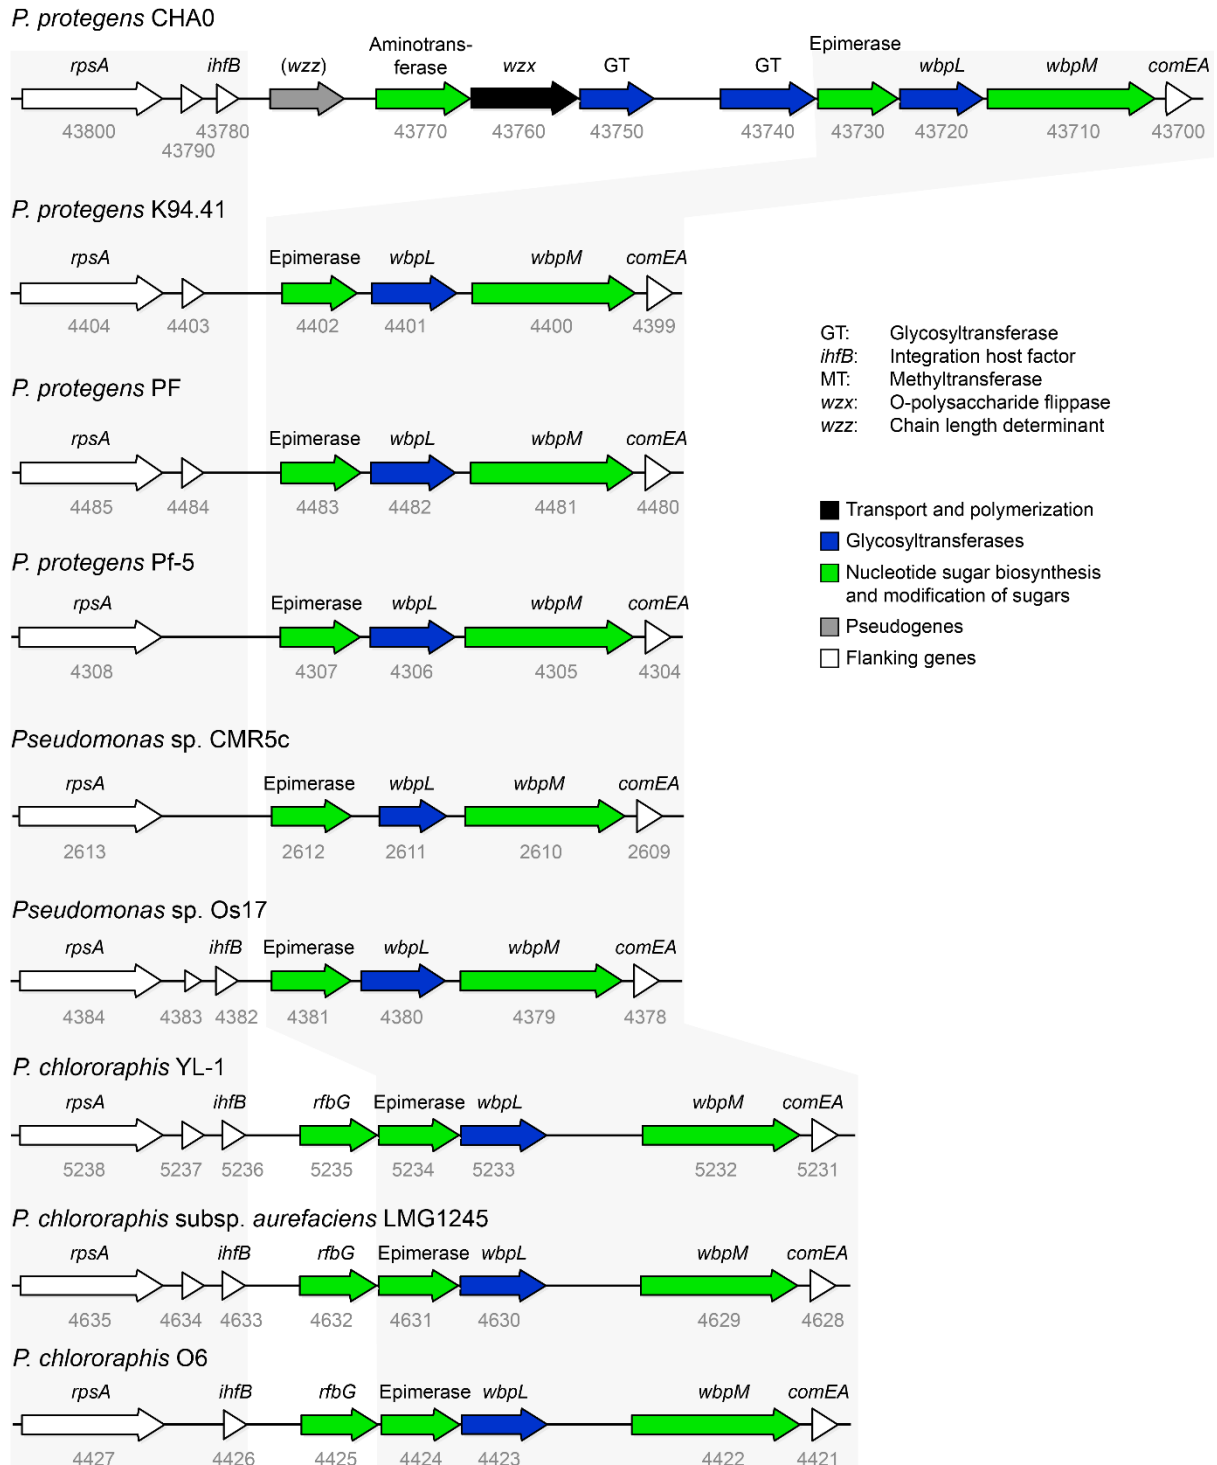 P. protegens CHA0
rpsA ihfB (wzz) Aminotrans-
ferase wzx GT GT Epimerase wbpL wbpM comEA
43800 43790 43780 43770 43760 43750 43740 43730 43720 43710 43700
P. protegens K94.41
rpsA Epimerase wbpL wbpM comEA
4404 4403 4402 4401 4400 4399
GT: Glycosyltransferase
ihfB: Integration host factor
MT: Methyltransferase
wzx: O-polysaccharide flippase
wzz: Chain length determinant
P. protegens PF
rpsA Epimerase wbpL wbpM comEA
4485 4484 4483 4482 4481 4480
Transport and polymerization
Glycosyltransferases
Nucleotide sugar biosynthesis
and modification of sugars
Pseudogenes
Flanking genes
P. protegens Pf-5
rpsA Epimerase wbpL wbpM comEA
4308 4307 4306 4305 4304
Pseudomonas sp. CMR5c
rpsA Epimerase wbpL wbpM comEA
2613 2612 2611 2610 2609
Pseudomonas sp. Os17
rpsA ihfB Epimerase wbpL wbpM comEA
4384 4383 4382 4381 4380 4379 4378
P. chlororaphis YL-1
rpsA ihfB rfbG Epimerase wbpL wbpM comEA
5238 5237 5236 5235 5234 5233 5232 5231
P. chlororaphis subsp. aurefaciens LMG1245
rpsA ihfB rfbG Epimerase wbpL wbpM comEA
4635 4634 4633 4632 4631 4630 4629 4628
P. chlororaphis O6
rpsA ihfB rfbG Epimerase wbpL wbpM comEA
4427 4426 4425 4424 4423 4422 4421